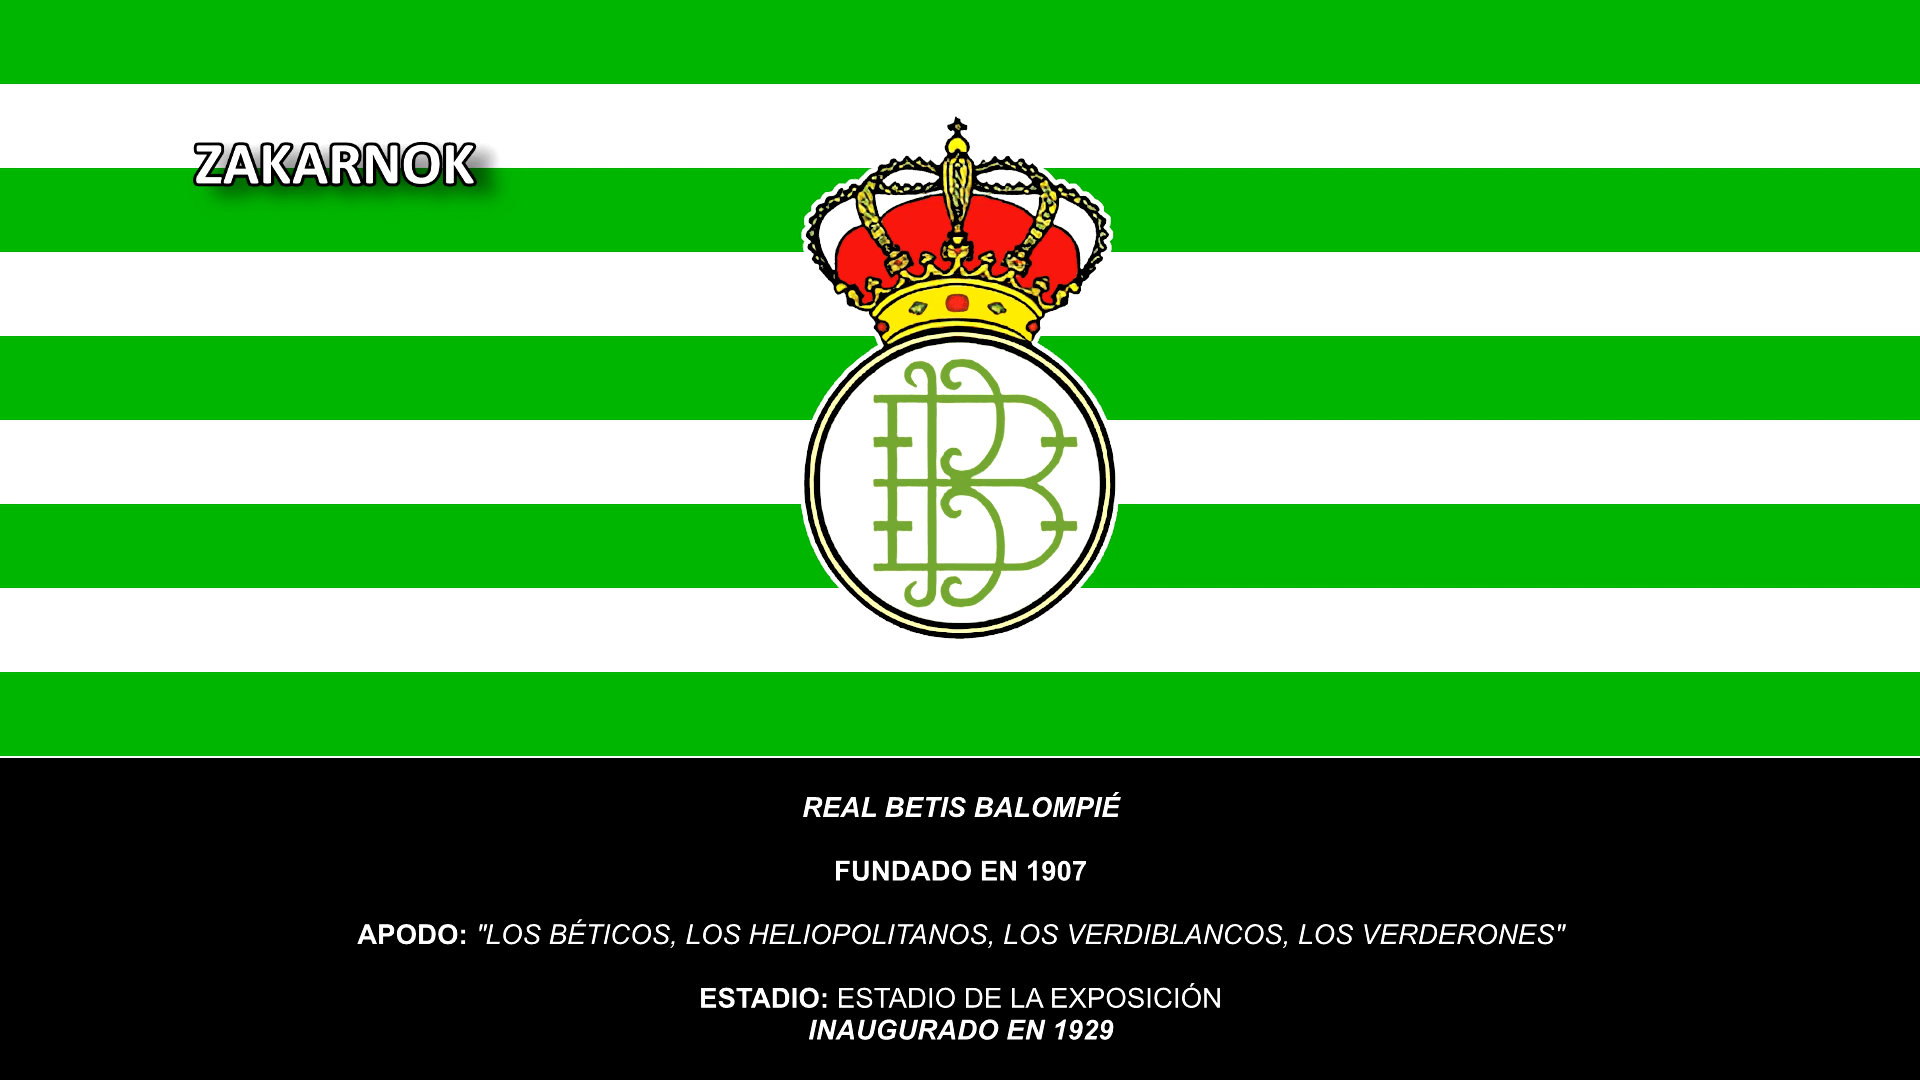 ZAKARNOK
REAL BETIS BALOMPIÉ
FUNDADO EN 1907
APODO: "LOS BÉTICOS, LOS HELIOPOLITANOS, LOS VERDIBLANCOS, LOS VERDERONES"
ESTADIO: ESTADIO DE LA EXPOSICIÓN
INAUGURADO EN 1929